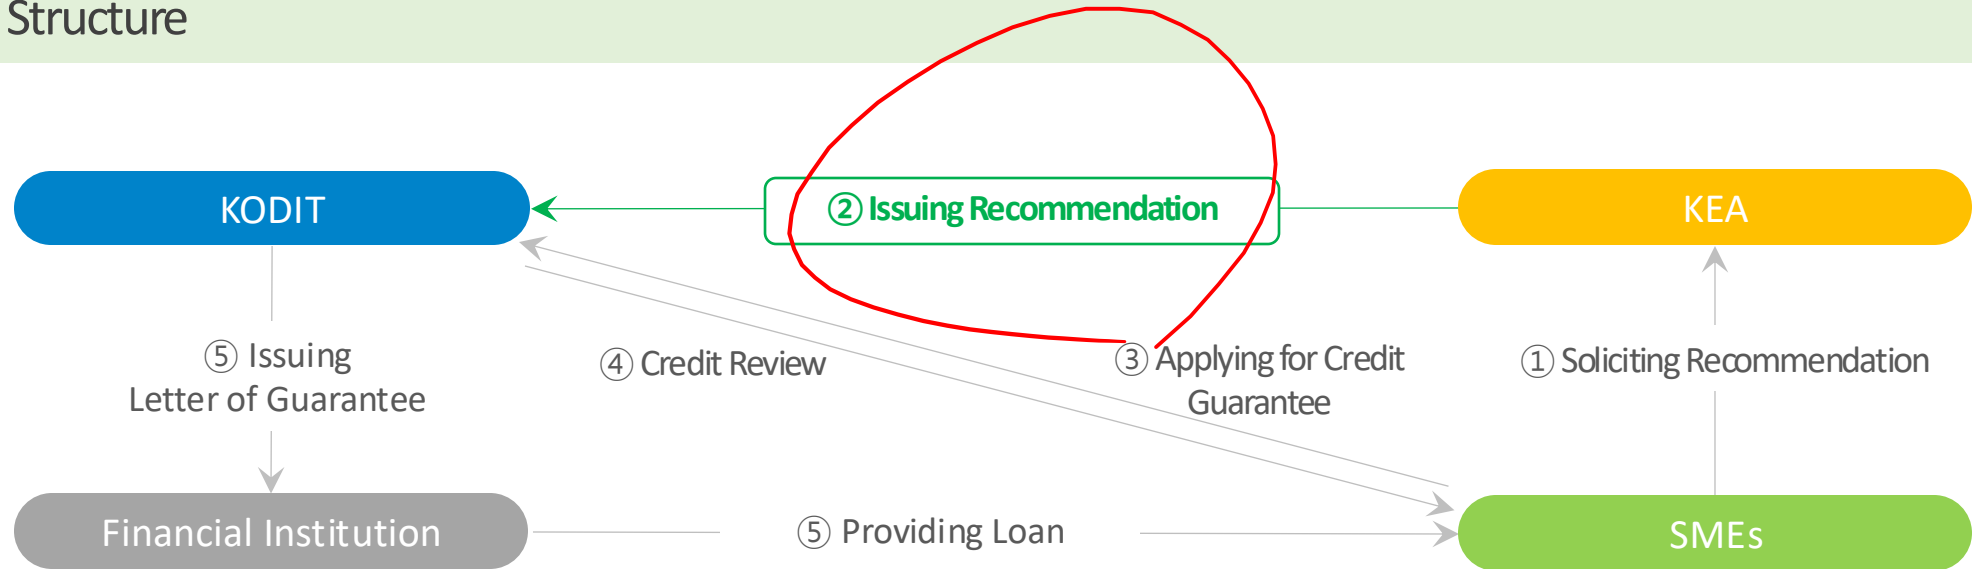 Structure
KODIT
② Issuing Recommendation
KEA
⑤ Issuing
Letter of Guarantee
④ Credit Review
③ Applying for Credit
Guarantee
① Soliciting Recommendation
Financial Institution
⑤ Providing Loan
SMEs